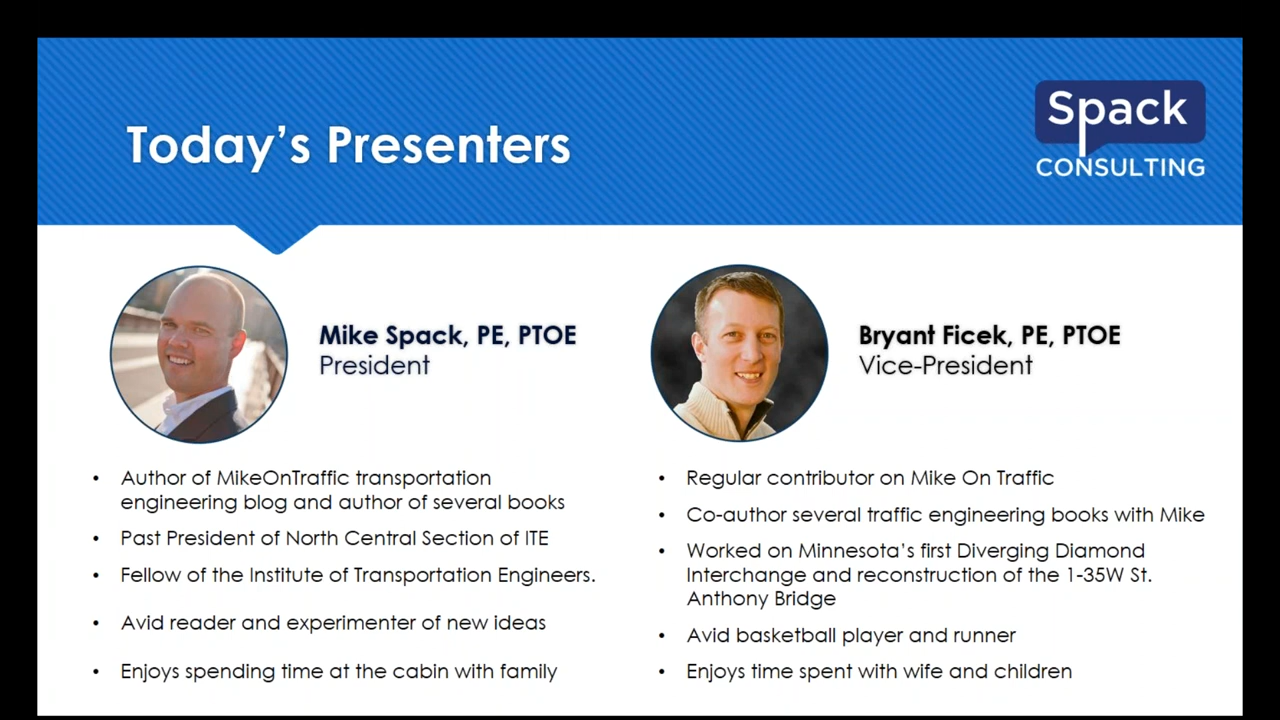 Today's Presenters
Spack
CONSULTING
Mike Spack, PE, PTOE
President
• Author of MikeOnTraffic transportation
engineering blog and author of several books
• Past President of North Central Section of ITE
• Fellow of the Institute of Transportation Engineers.
• Avid reader and experimenter of new ideas
• Enjoys spending time at the cabin with family
Bryant Ficek, PE, PTOE
Vice-President
• Regular contributor on Mike On Traffic
• Co-author several traffic engineering books with Mike
• Worked on Minnesota's first Diverging Diamond
Interchange and reconstruction of the 1-35W St.
Anthony Bridge
• Avid basketball player and runner
• Enjoys time spent with wife and children